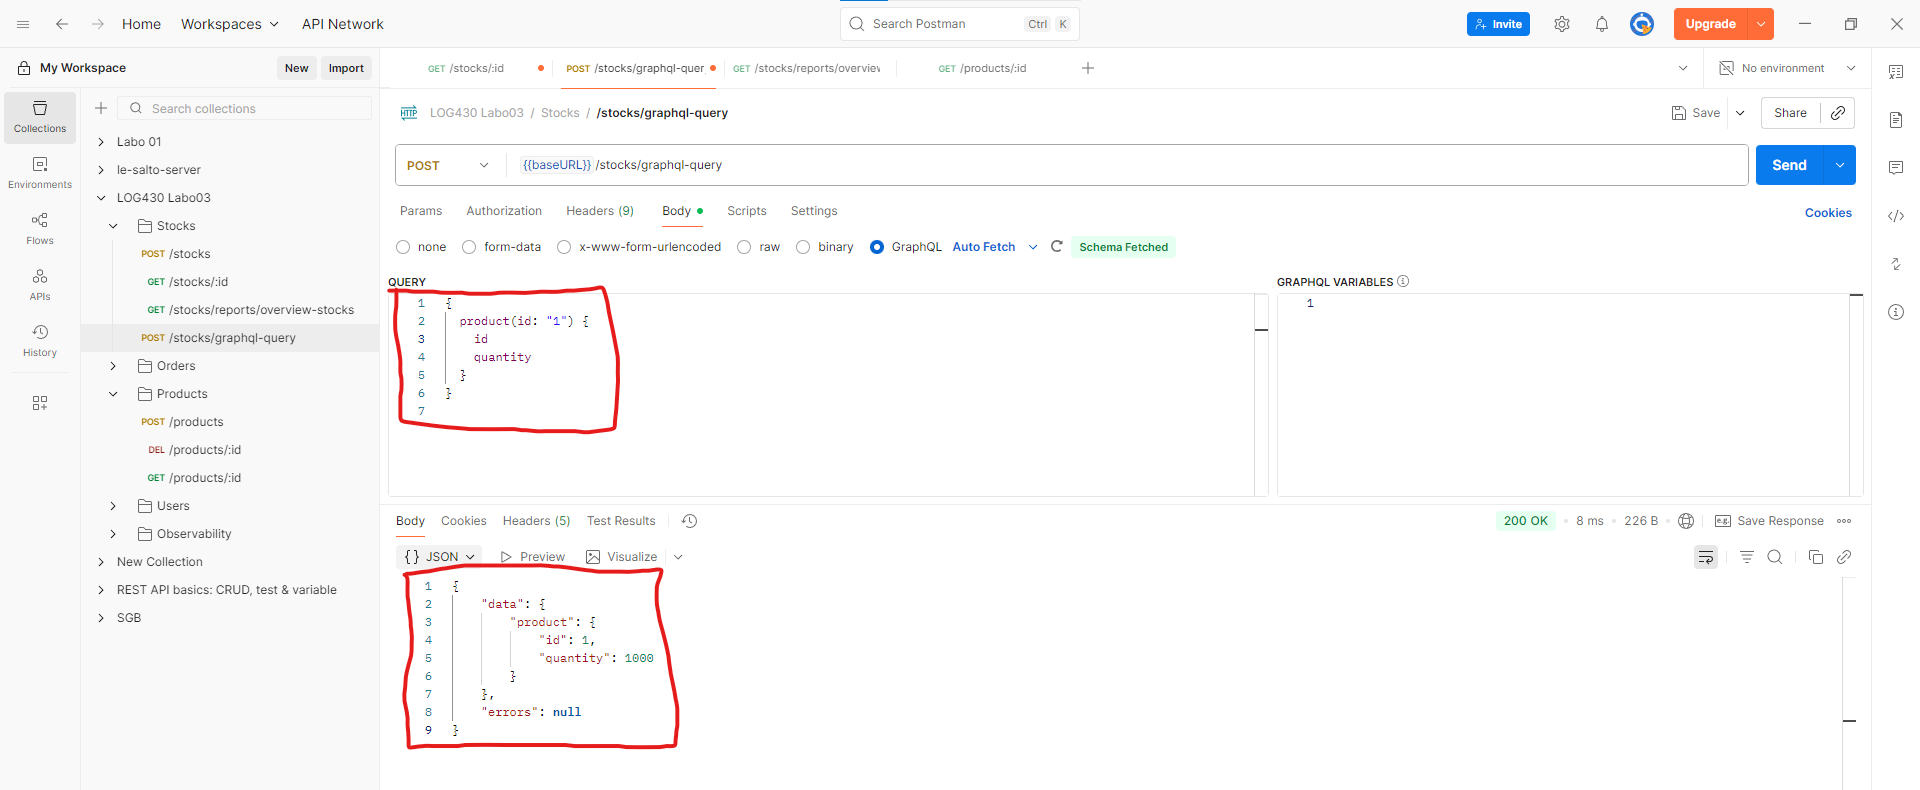 Home Workspaces API Network Search Postman Ctrl K Invite Upgrade
My Workspace New Import GET /stocks/:id POST /stocks/graphql-quer GET /stocks/reports/overview GET /products/:id No environment
Collections
Environments
Flows
APIs
History
Search collections
Labo 01
le-salto-server
LOG430 Labo03
Stocks
POST /stocks
GET /stocks/:id
GET /stocks/reports/overview-stocks
POST /stocks/graphql-query
Orders
Products
POST /products
DEL /products/:id
GET /products/:id
Users
Observability
New Collection
REST API basics: CRUD, test & variable
SGB
HTTP LOG430 Labo03 / Stocks / /stocks/graphql-query Save Share
POST {{baseURL}} /stocks/graphql-query Send
Params Authorization Headers (9) Body Scripts Settings Cookies
none form-data x-www-form-urlencoded raw binary GraphQL Auto Fetch Schema Fetched
QUERY GRAPHQL VARIABLES
1 { 1
2 product(id: "1") {
3 id
4 quantity
5 }
6 }
7
Body Cookies Headers (5) Test Results 200 OK 8 ms 226 B e.g. Save Response
{} JSON Preview Visualize
1 {
2 "data": {
3 "product": {
4 "id": 1,
5 "quantity": 1000
6 }
7 },
8 "errors": null
9 }